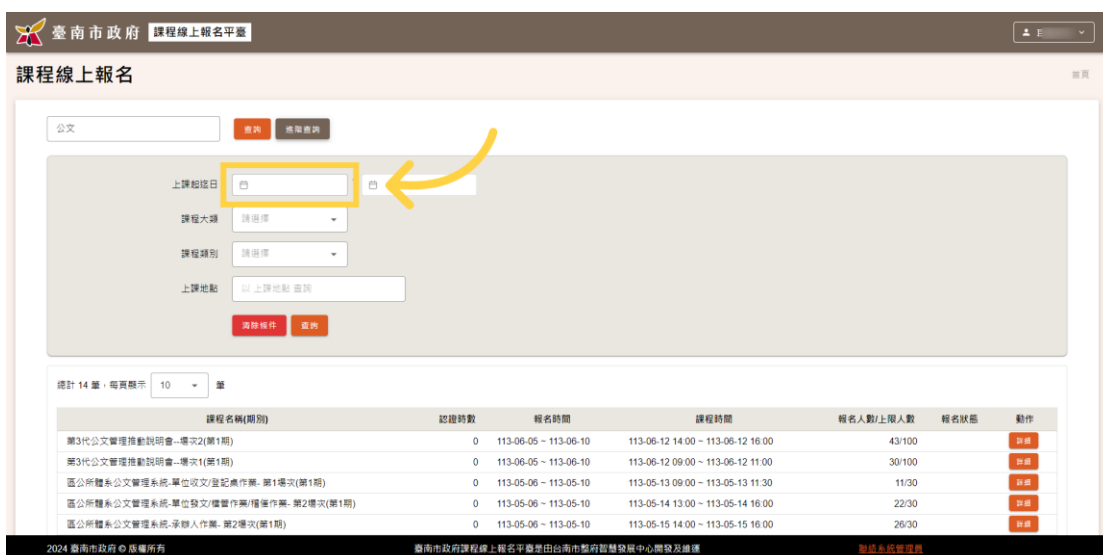 臺南市政府 課程線上報名平臺
課程線上報名 首頁
公文 查詢 進階查詢
上課起迄日
課程大類 請選擇
課程類別 請選擇
上課地點 以 上課地點 查詢
清除條件 查詢
總計 14 筆，每頁顯示 10 筆
課程名稱(期別) 認證時數 報名時間 課程時間 報名人數/上限人數 報名狀態 動作
第3代公文管理推動說明會--場次2(第1期) 0 113-06-05 ~ 113-06-10 113-06-12 14:00 ~ 113-06-12 16:00 43/100 詳細
第3代公文管理推動說明會--場次1(第1期) 0 113-06-05 ~ 113-06-10 113-06-12 09:00 ~ 113-06-12 11:00 30/100 詳細
區公所體系公文管理系統-單位收文/登記桌作業- 第1場次(第1期) 0 113-05-06 ~ 113-05-10 113-05-13 09:00 ~ 113-05-13 11:30 11/30 詳細
區公所體系公文管理系統-單位發文/檔管作業/稽催作業- 第2場次(第1期) 0 113-05-06 ~ 113-05-10 113-05-14 13:00 ~ 113-05-14 16:00 22/30 詳細
區公所體系公文管理系統-承辦人作業- 第2場次(第1期) 0 113-05-06 ~ 113-05-10 113-05-15 14:00 ~ 113-05-15 16:00 26/30 詳細
2024 臺南市政府 © 版權所有 臺南市政府課程線上報名平臺是由台南市政府智慧發展中心開發及維運 聯絡系統管理員